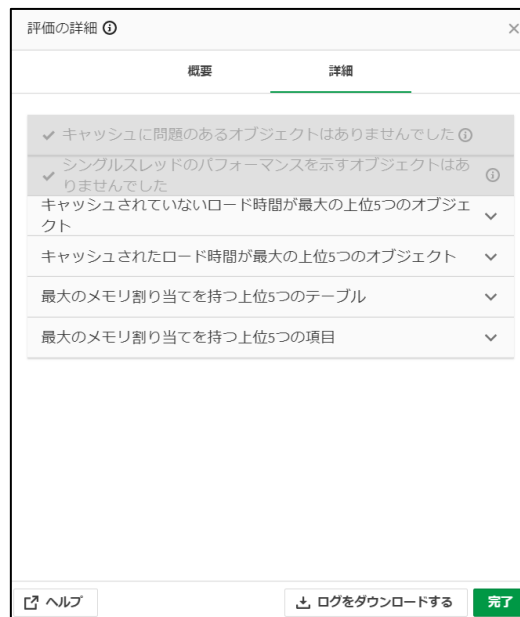 評価の詳細
概要 詳細
キャッシュに問題のあるオブジェクトはありませんでした
シングルスレッドのパフォーマンスを示すオブジェクトはあ
りませんでした
キャッシュされていないロード時間が最大の上位5つのオブジェ
クト
キャッシュされたロード時間が最大の上位5つのオブジェクト
最大のメモリ割り当てを持つ上位5つのテーブル
最大のメモリ割り当てを持つ上位5つの項目
ヘルプ ログをダウンロードする 完了